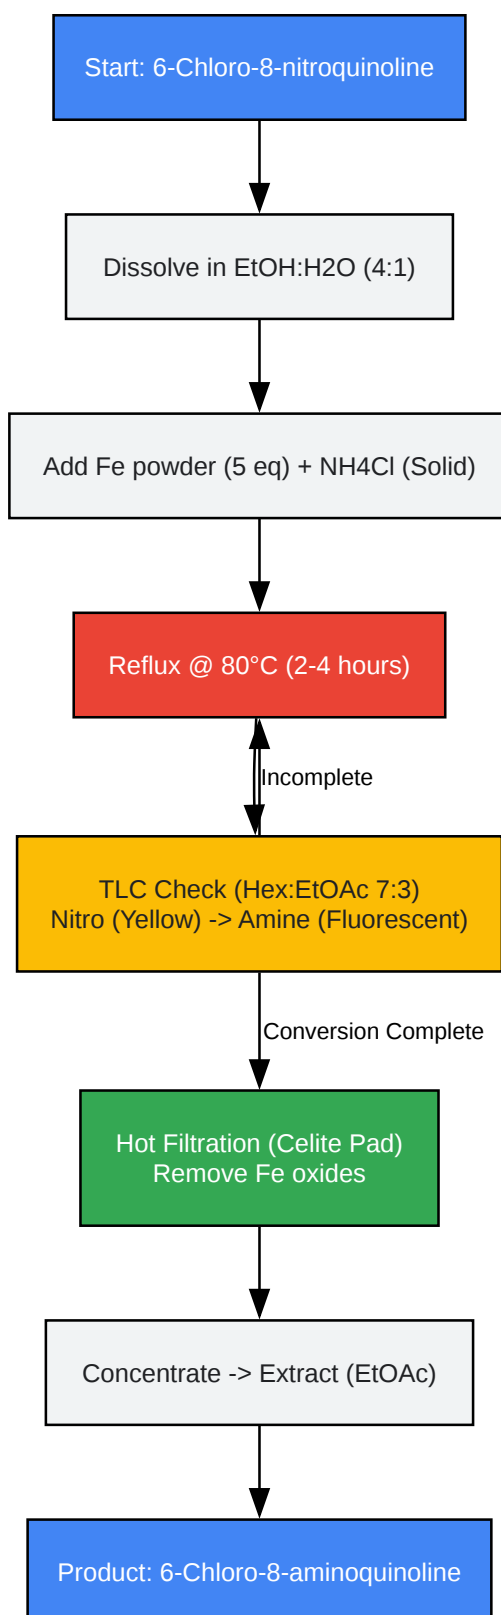 Start: 6-Chloro-8-nitroquinoline
Dissolve in EtOH:H2O (4:1)
Add Fe powder (5 eq) + NH4Cl (Solid)
Reflux @ 80°C (2-4 hours)
Incomplete
TLC Check (Hex:EtOAc 7:3)
Nitro (Yellow) -> Amine (Fluorescent)
Conversion Complete
Hot Filtration (Celite Pad)
Remove Fe oxides
Concentrate -> Extract (EtOAc)
Product: 6-Chloro-8-aminoquinoline